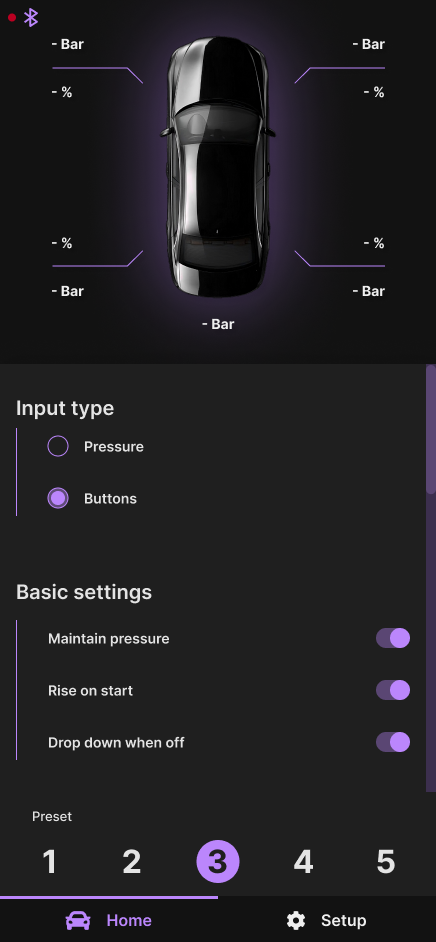 - Bar
- Bar
- %
- %
- %
- %
- Bar
- Bar
- Bar
Input type
Pressure
Buttons
Basic settings
Maintain pressure
Rise on start
Drop down when off
Preset
1 2 3 4 5
Home Setup